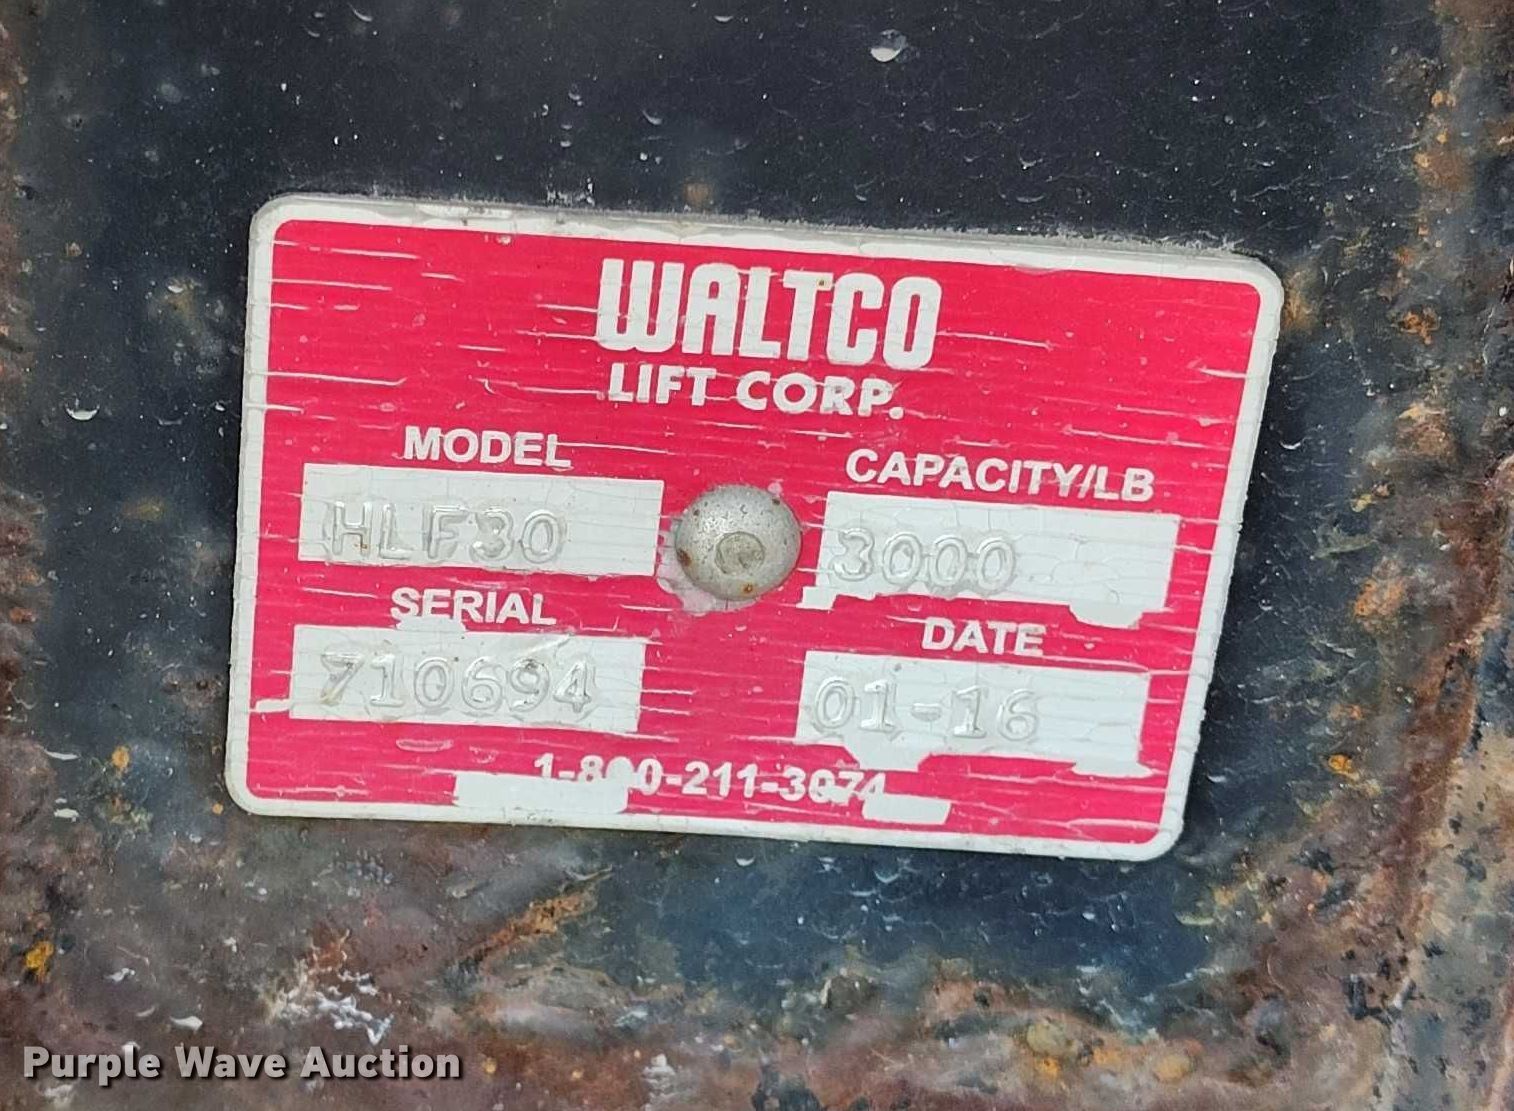 WALTCO
LIFT CORP.
MODEL
CAPACITY/LB
HLF30
3000
SERIAL
DATE
710694
01-16
1-800-211-3074
Purple Wave Auction